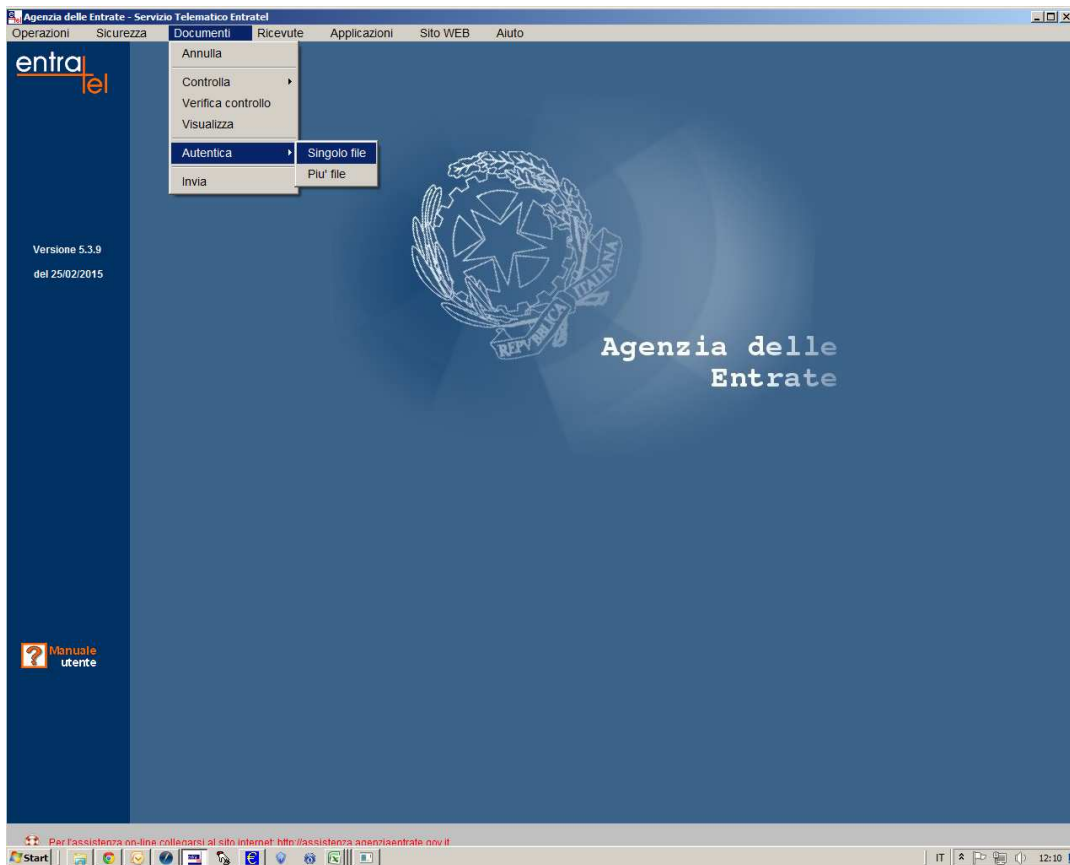 Agenzia delle Entrate - Servizio Telematico Entratel
Operazioni Sicurezza Documenti Ricevute Applicazioni Sito WEB Aiuto
entratel
Annulla
Controlla
Verifica controllo
Visualizza
Autentica
Singolo file
Piu' file
Invia
Versione 5.3.9
del 25/02/2015
REPVBBLICA ITALIANA
Agenzia delle
Entrate
Manuale
utente
Per l'assistenza on-line collegarsi al sito internet: http://assistenza.agenziaentrate.gov.it
Start
IT
12:10